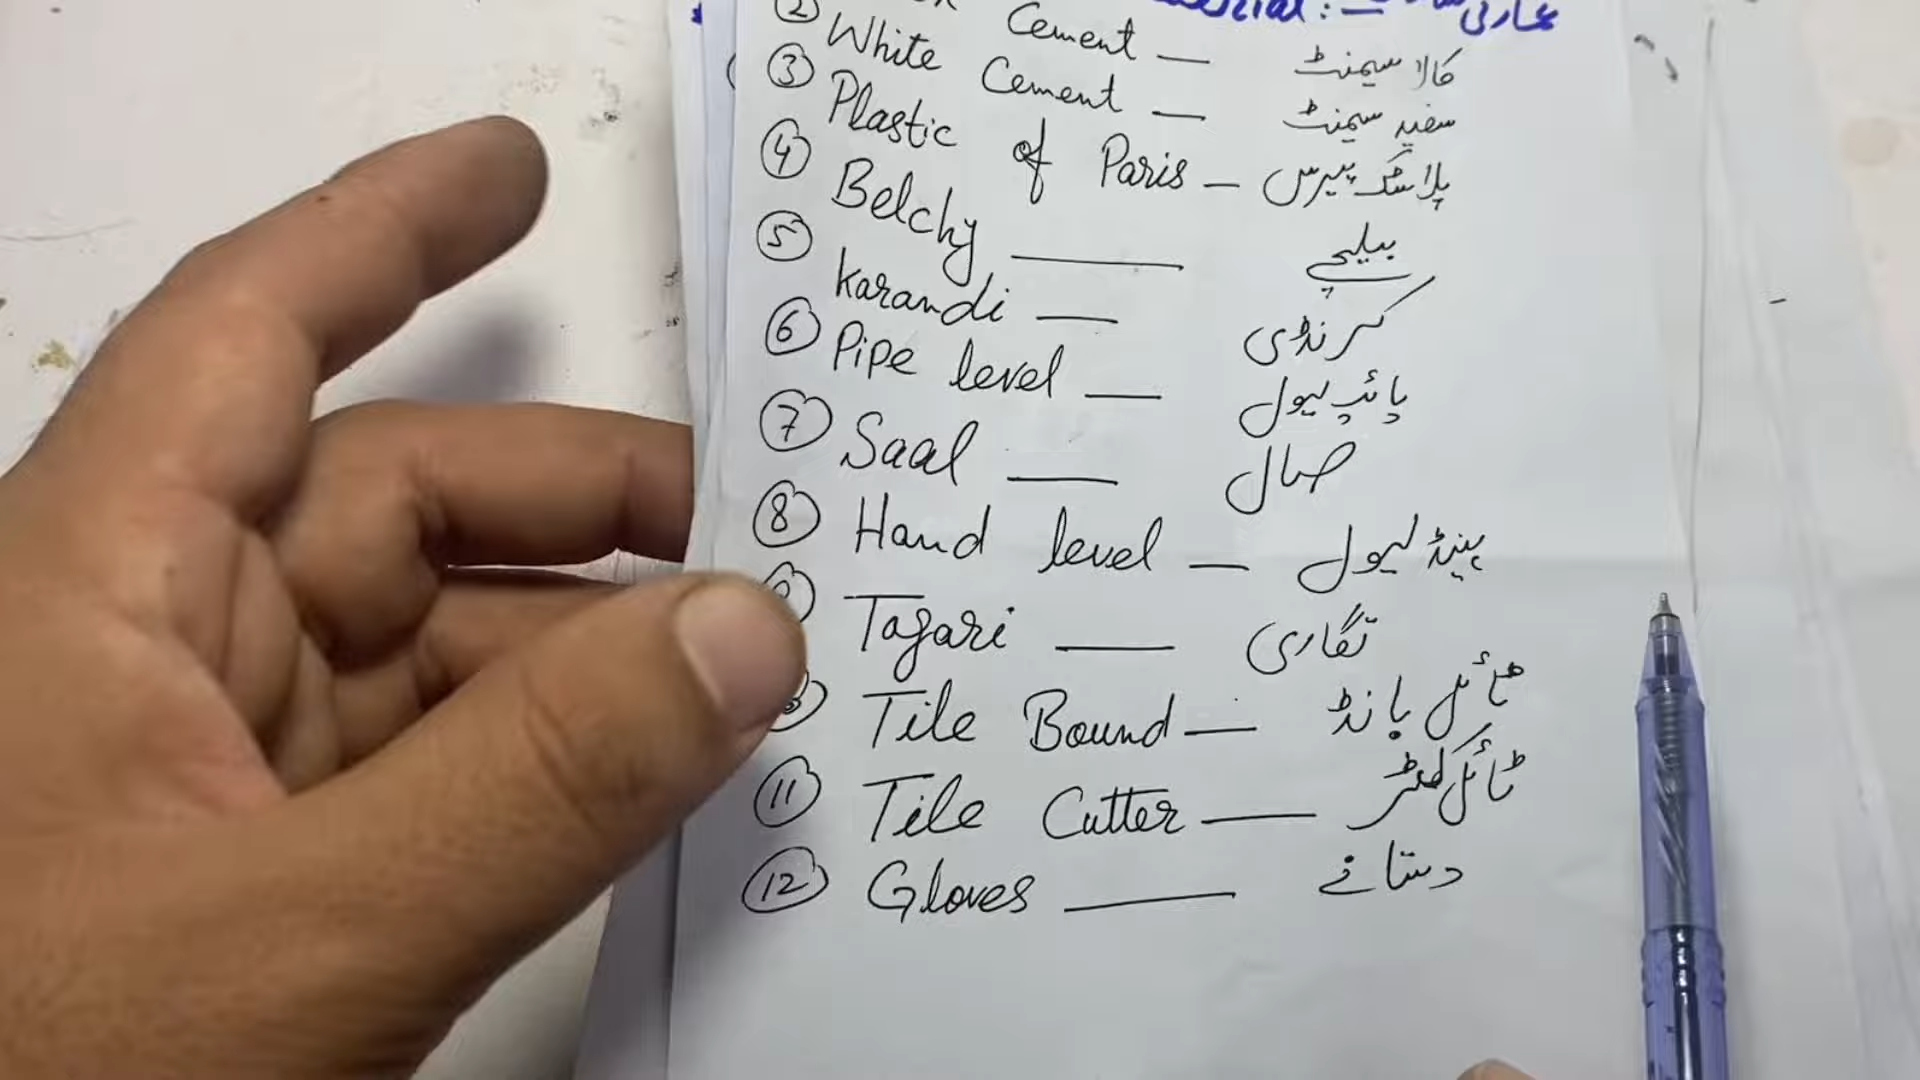 عمارتی
Cement — کالا سیمنٹ
② White Cement — سفید سیمنٹ
③ Plastic of Paris — پلاسٹک پیرس
④ Belchy — بیلچے
⑤ Karandi — کرنڈی
⑥ Pipe level — پائپ لیول
⑦ Saal — صال
⑧ Hand level — ہینڈ لیول
Tagari — تگاری
Tile Bound — ٹائل بانڈ
⑪ Tile Cutter — ٹائل کٹر
⑫ Gloves — دستانے